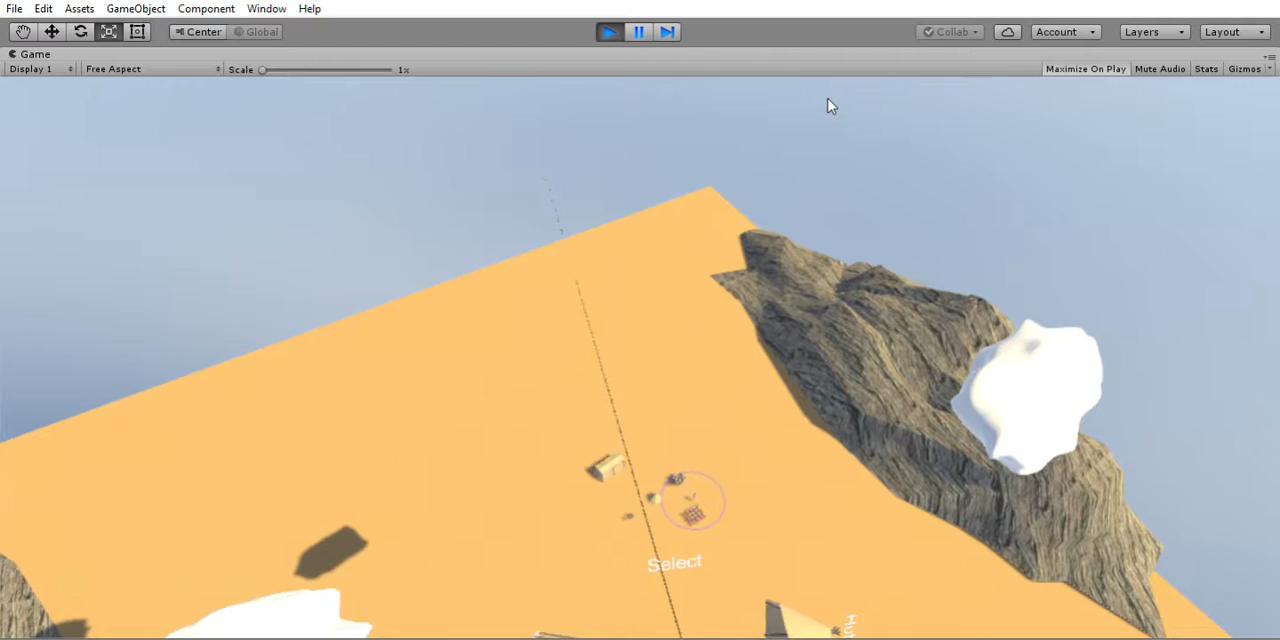 File Edit Assets GameObject Component Window Help
Center Global Collab Account Layers Layout
Game
Display 1 Free Aspect Scale 1x Maximize On Play Mute Audio Stats Gizmos
Select